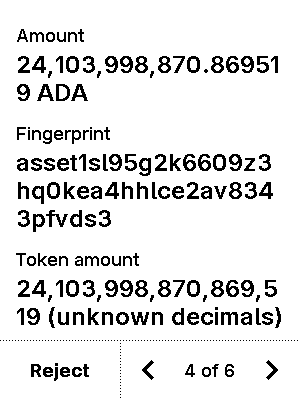 Amount
24,103,998,870.86951
9 ADA
Fingerprint
asset1sl95g2k6609z3
hq0kea4hhlce2av834
3pfvds3
Token amount
24,103,998,870,869,5
19 (unknown decimals)
Reject
4 of 6